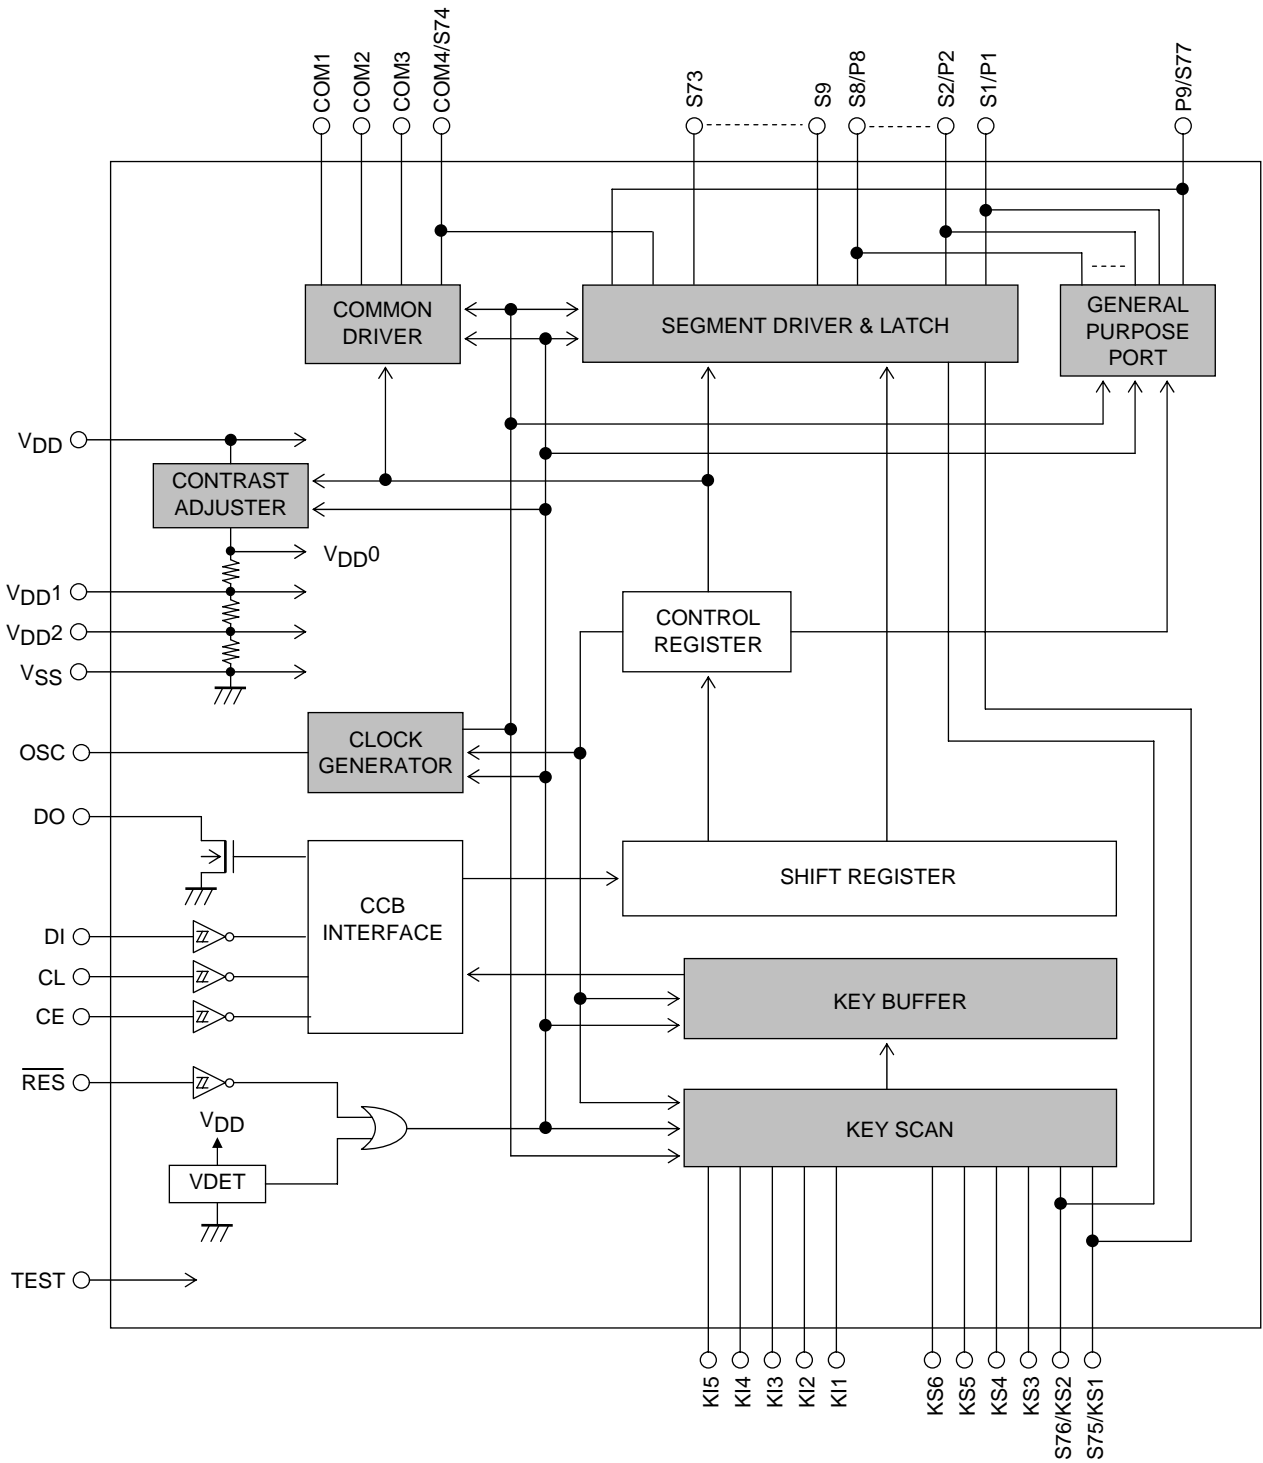 COM1
COM2
COM3
COM4/S74
S73
S9
S8/P8
S2/P2
S1/P1
P9/S77
COMMON
DRIVER
SEGMENT DRIVER & LATCH
GENERAL
PURPOSE
PORT
VDD
CONTRAST
ADJUSTER
VDD0
VDD1
VDD2
VSS
CONTROL
REGISTER
OSC
CLOCK
GENERATOR
DO
CCB
INTERFACE
SHIFT REGISTER
DI
CL
CE
KEY BUFFER
RES
VDD
VDET
KEY SCAN
TEST
KI5
KI4
KI3
KI2
KI1
KS6
KS5
KS4
KS3
S76/KS2
S75/KS1